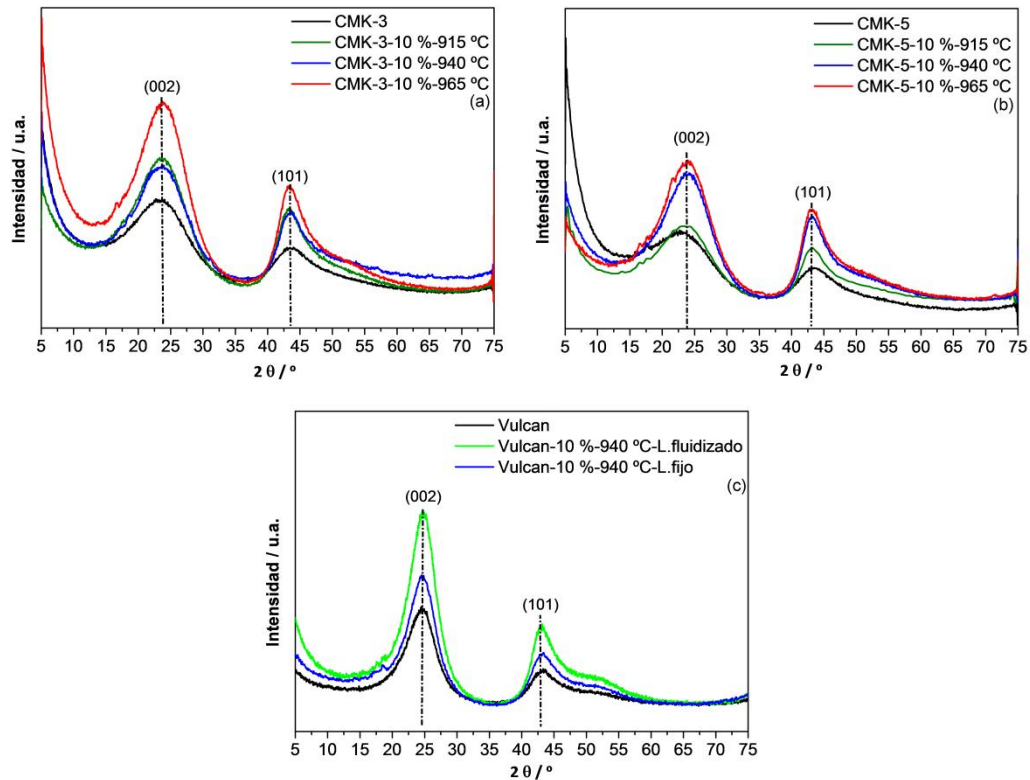 CMK-3
CMK-3-10 %-915 ºC
CMK-3-10 %-940 ºC
CMK-3-10 %-965 ºC
(a)
(002)
(101)
Intensidad / u.a.
5 10 15 20 25 30 35 40 45 50 55 60 65 70 75
2 θ / º
CMK-5
CMK-5-10 %-915 ºC
CMK-5-10 %-940 ºC
CMK-5-10 %-965 ºC
(b)
(002)
(101)
Intensidad / u.a.
5 10 15 20 25 30 35 40 45 50 55 60 65 70 75
2 θ / º
Vulcan
Vulcan-10 %-940 ºC-L.fluidizado
Vulcan-10 %-940 ºC-L.fijo
(c)
(002)
(101)
Intensidad / u.a.
5 10 15 20 25 30 35 40 45 50 55 60 65 70 75
2 θ / º